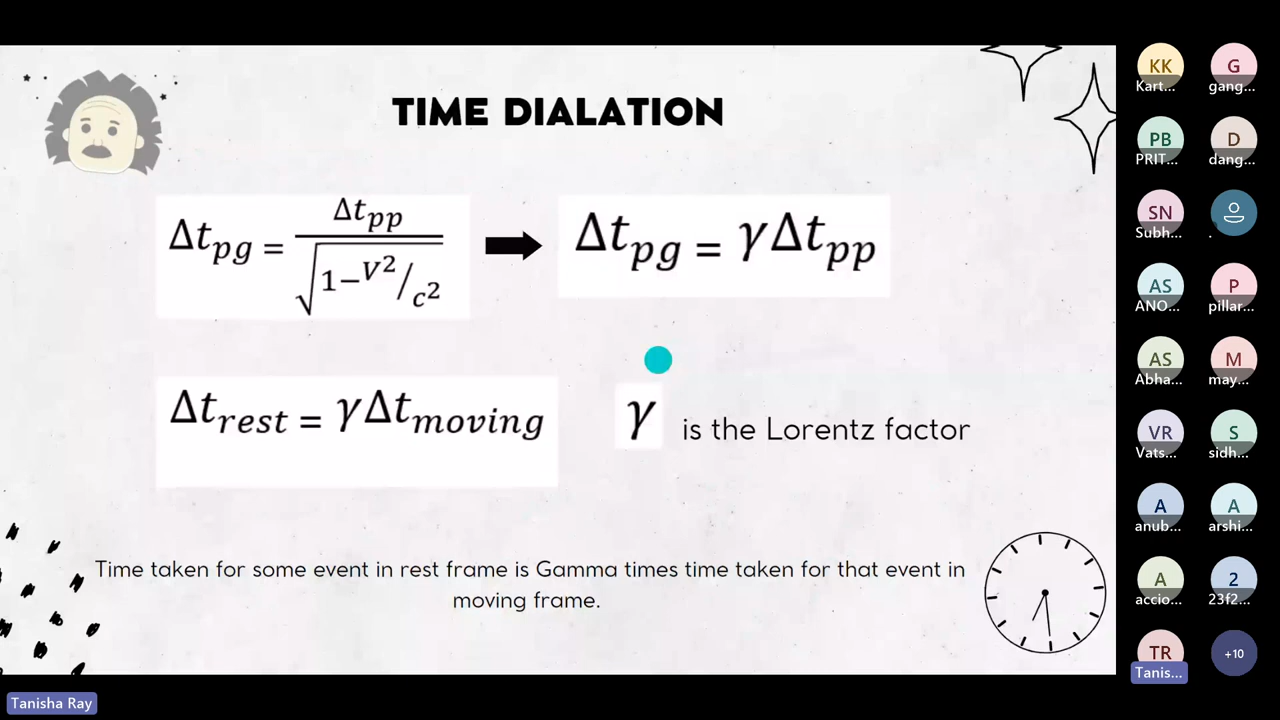 TIME DIALATION
Δt_pg = Δt_pp / √(1−V²/c²)
Δt_pg = γΔt_pp
Δt_rest = γΔt_moving
γ is the Lorentz factor
Time taken for some event in rest frame is Gamma times time taken for that event in
moving frame.
Tanisha Ray
KK
Kart...
G
gang...
PB
PRIT...
D
dang...
SN
Subh...
.
AS
ANO...
P
pillar...
AS
Abha...
M
may...
VR
Vats...
S
sidh...
A
anub...
A
arshi...
A
accio...
2
23f2...
TR
Tanis...
+10